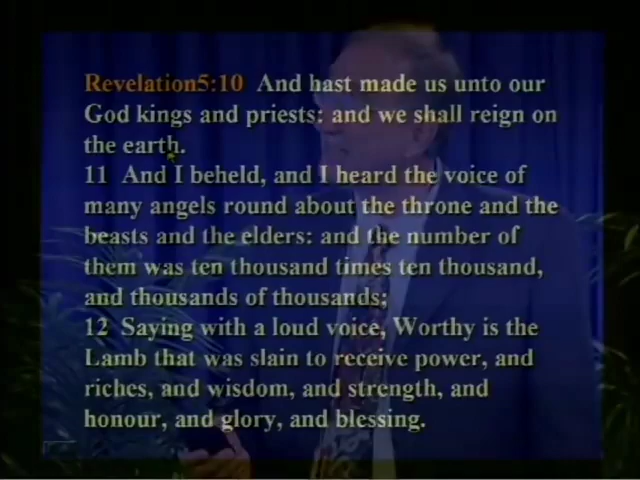 Revelation5:10 And hast made us unto our
God kings and priests: and we shall reign on
the earth.
11 And I beheld, and I heard the voice of
many angels round about the throne and the
beasts and the elders: and the number of
them was ten thousand times ten thousand,
and thousands of thousands;
12 Saying with a loud voice, Worthy is the
Lamb that was slain to receive power, and
riches, and wisdom, and strength, and
honour, and glory, and blessing.